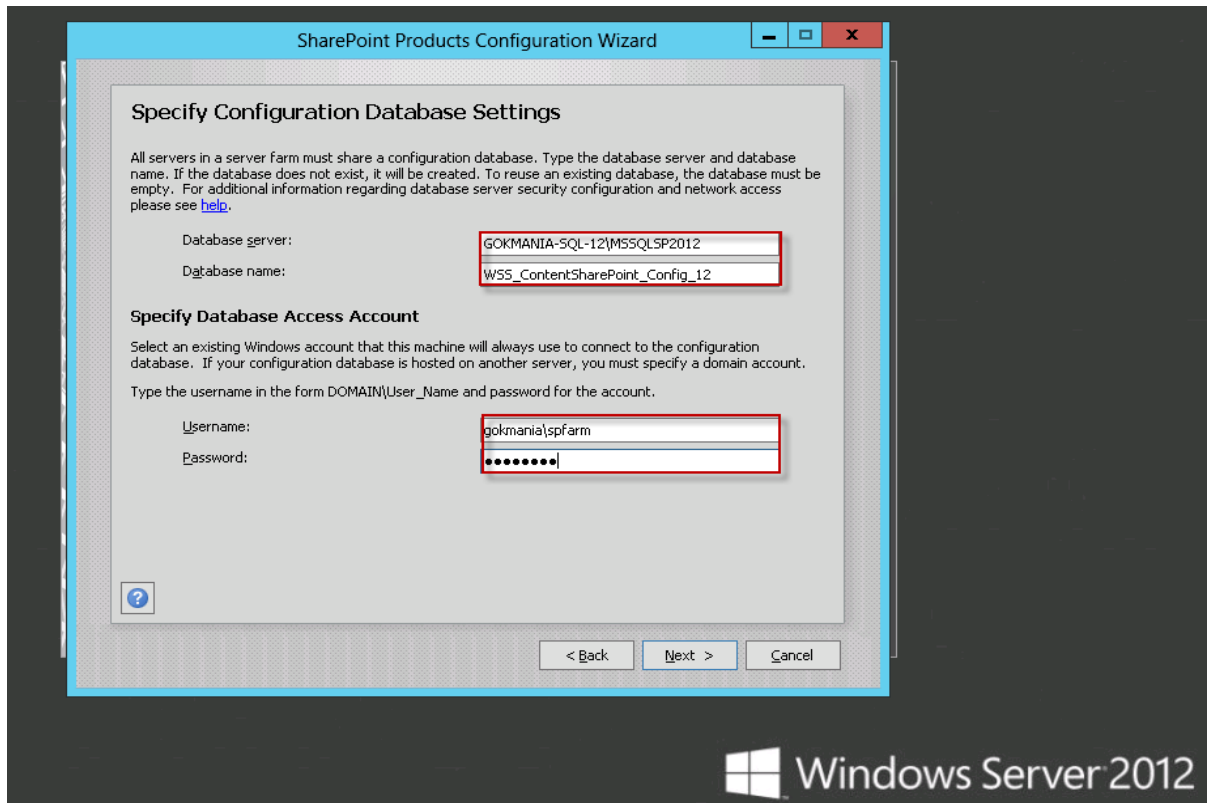 SharePoint Products Configuration Wizard
Specify Configuration Database Settings
All servers in a server farm must share a configuration database. Type the database server and database
name. If the database does not exist, it will be created. To reuse an existing database, the database must be
empty. For additional information regarding database server security configuration and network access
please see help.
Database server:
GOKMANIA-SQL-12\MSSQLSP2012
Database name:
WSS_ContentSharePoint_Config_12
Specify Database Access Account
Select an existing Windows account that this machine will always use to connect to the configuration
database. If your configuration database is hosted on another server, you must specify a domain account.
Type the username in the form DOMAIN\User_Name and password for the account.
Username:
gokmania\spfarm
Password:
●●●●●●●●
?
< Back
Next >
Cancel
Windows Server 2012